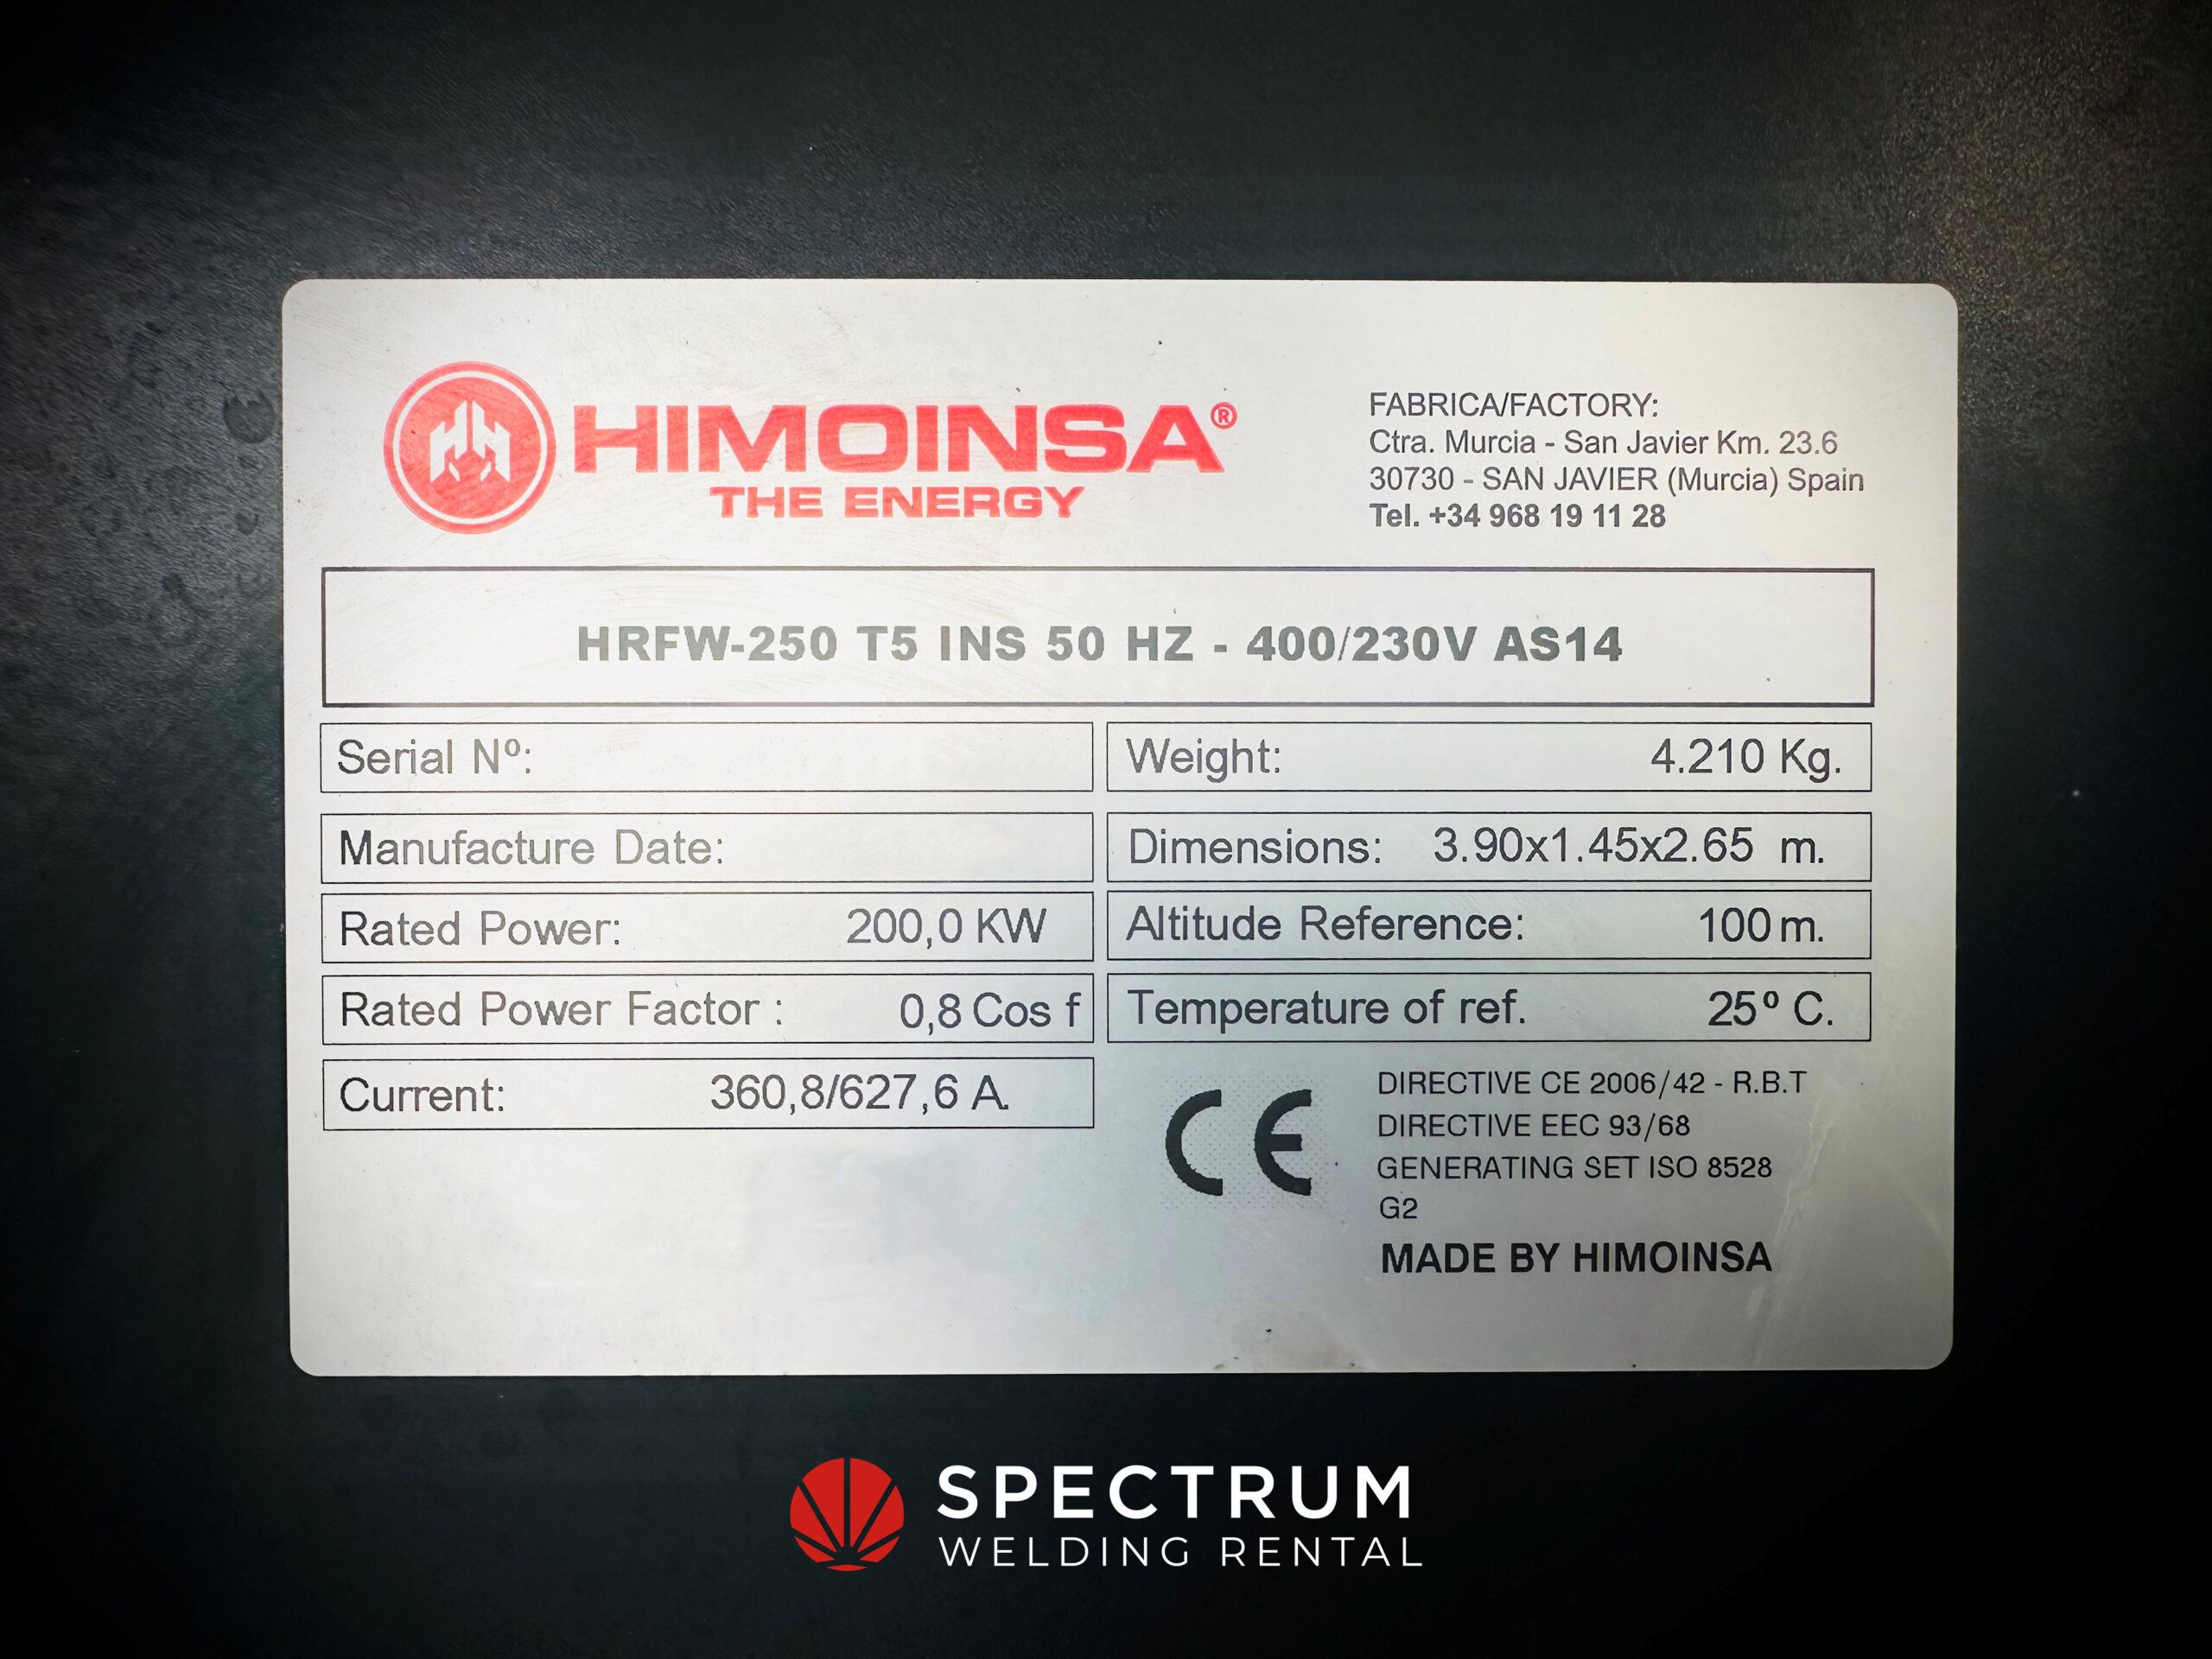 HIMOINSA®
THE ENERGY
FABRICA/FACTORY:
Ctra. Murcia - San Javier Km. 23.6
30730 - SAN JAVIER (Murcia) Spain
Tel. +34 968 19 11 28
HRFW-250 T5 INS 50 HZ - 400/230V AS14
Serial Nº:
Weight: 4.210 Kg.
Manufacture Date:
Dimensions: 3.90x1.45x2.65 m.
Rated Power: 200,0 KW
Altitude Reference: 100 m.
Rated Power Factor : 0,8 Cos f
Temperature of ref. 25º C.
Current: 360,8/627,6 A.
CE
DIRECTIVE CE 2006/42 - R.B.T
DIRECTIVE EEC 93/68
GENERATING SET ISO 8528
G2
MADE BY HIMOINSA
SPECTRUM
WELDING RENTAL